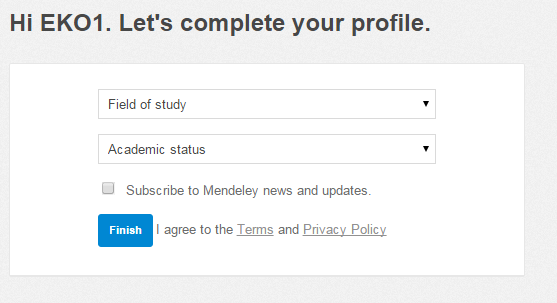 Hi EKO1. Let's complete your profile.
Field of study
Academic status
Subscribe to Mendeley news and updates.
Finish I agree to the Terms and Privacy Policy